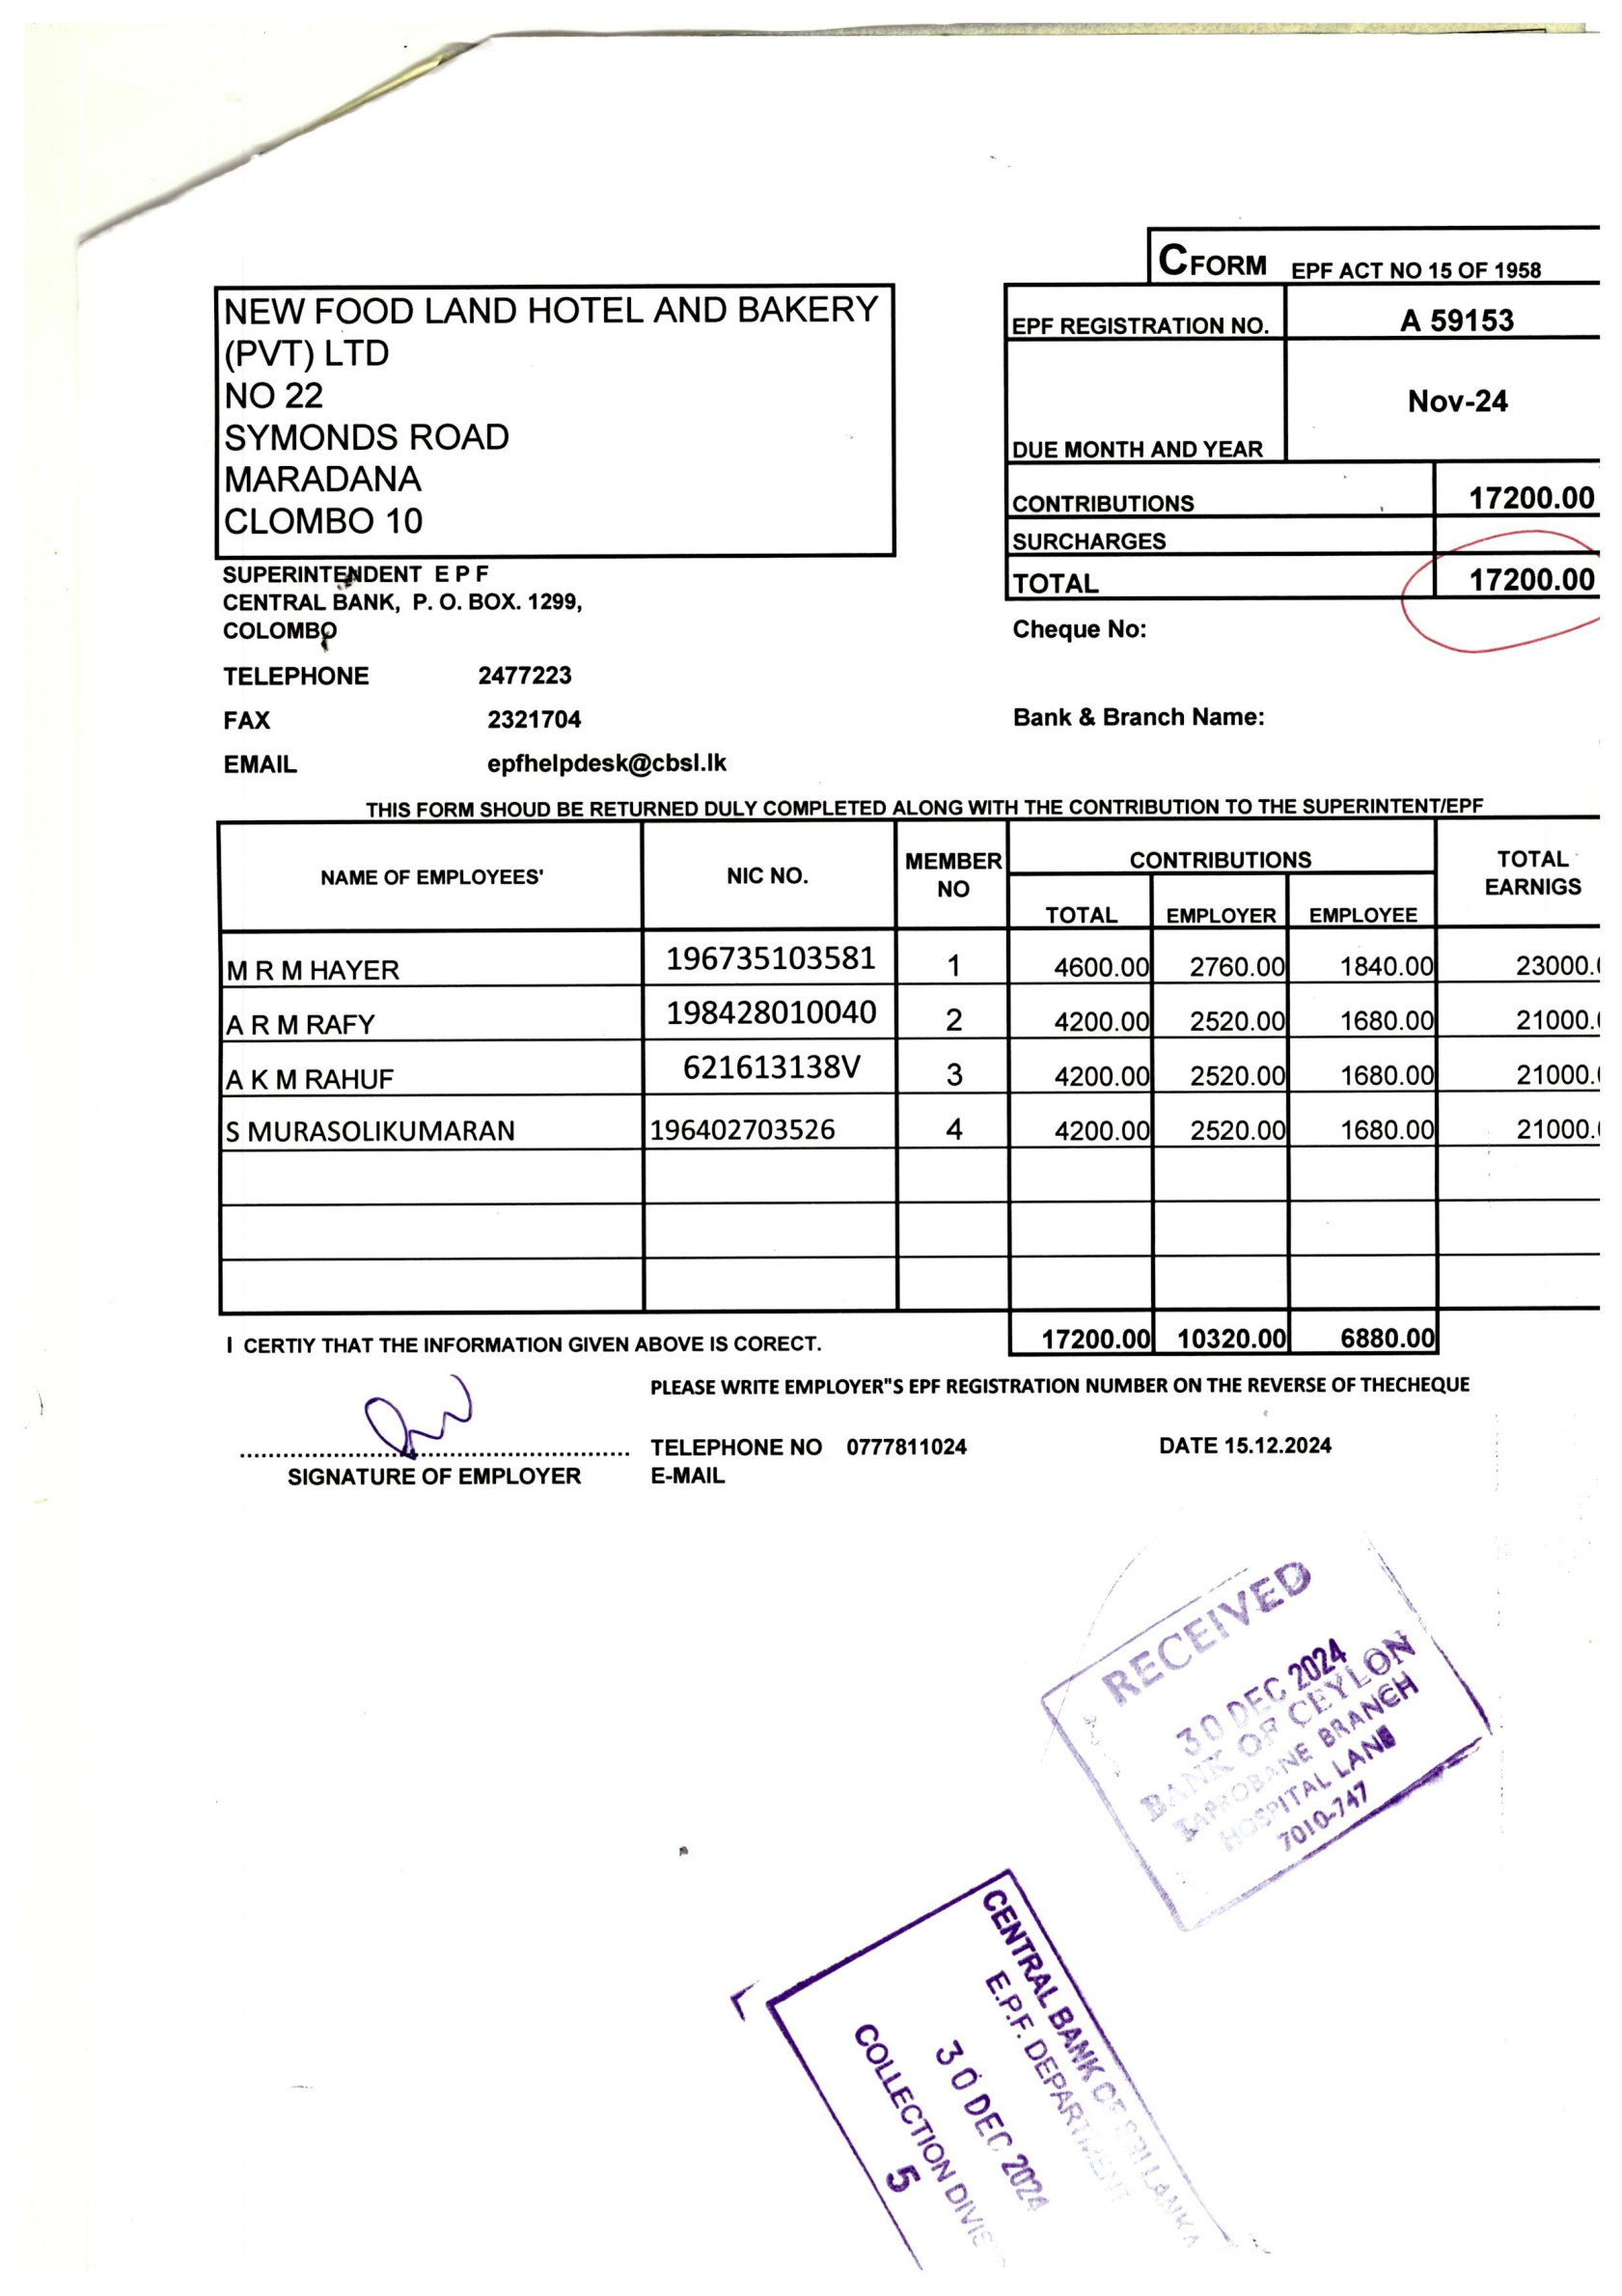 CFORM EPF ACT NO 15 OF 1958
NEW FOOD LAND HOTEL AND BAKERY
(PVT) LTD
NO 22
SYMONDS ROAD
MARADANA
CLOMBO 10
EPF REGISTRATION NO. A 59153
DUE MONTH AND YEAR Nov-24
CONTRIBUTIONS 17200.00
SURCHARGES
TOTAL 17200.00
SUPERINTENDENT E P F
CENTRAL BANK, P. O. BOX. 1299,
COLOMBO
Cheque No:
TELEPHONE 2477223
FAX 2321704
Bank & Branch Name:
EMAIL epfhelpdesk@cbsl.lk
THIS FORM SHOUD BE RETURNED DULY COMPLETED ALONG WITH THE CONTRIBUTION TO THE SUPERINTENT/EPF
NAME OF EMPLOYEES' NIC NO. MEMBER NO CONTRIBUTIONS TOTAL EARNIGS
TOTAL EMPLOYER EMPLOYEE
M R M HAYER 196735103581 1 4600.00 2760.00 1840.00 23000.
A R M RAFY 198428010040 2 4200.00 2520.00 1680.00 21000.
A K M RAHUF 621613138V 3 4200.00 2520.00 1680.00 21000.
S MURASOLIKUMARAN 196402703526 4 4200.00 2520.00 1680.00 21000.
17200.00 10320.00 6880.00
I CERTIY THAT THE INFORMATION GIVEN ABOVE IS CORECT.
PLEASE WRITE EMPLOYER"S EPF REGISTRATION NUMBER ON THE REVERSE OF THECHEQUE
TELEPHONE NO 0777811024 DATE 15.12.2024
SIGNATURE OF EMPLOYER E-MAIL
RECEIVED
30 DEC 2024
BANK OF CEYLON
TAPROBANE BRANCH
HOSPITAL LANE
7010-747
CENTRAL BANK OF SRI LANKA
E.P.F. DEPARTMENT
30 DEC 2024
COLLECTION
5